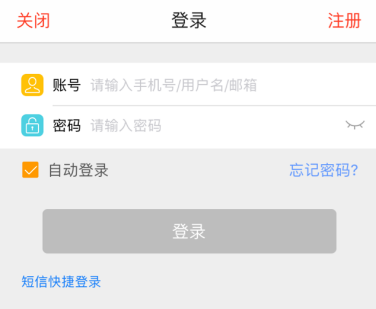 关闭 登录 注册
账号 请输入手机号/用户名/邮箱
密码 请输入密码
自动登录 忘记密码?
登录
短信快捷登录